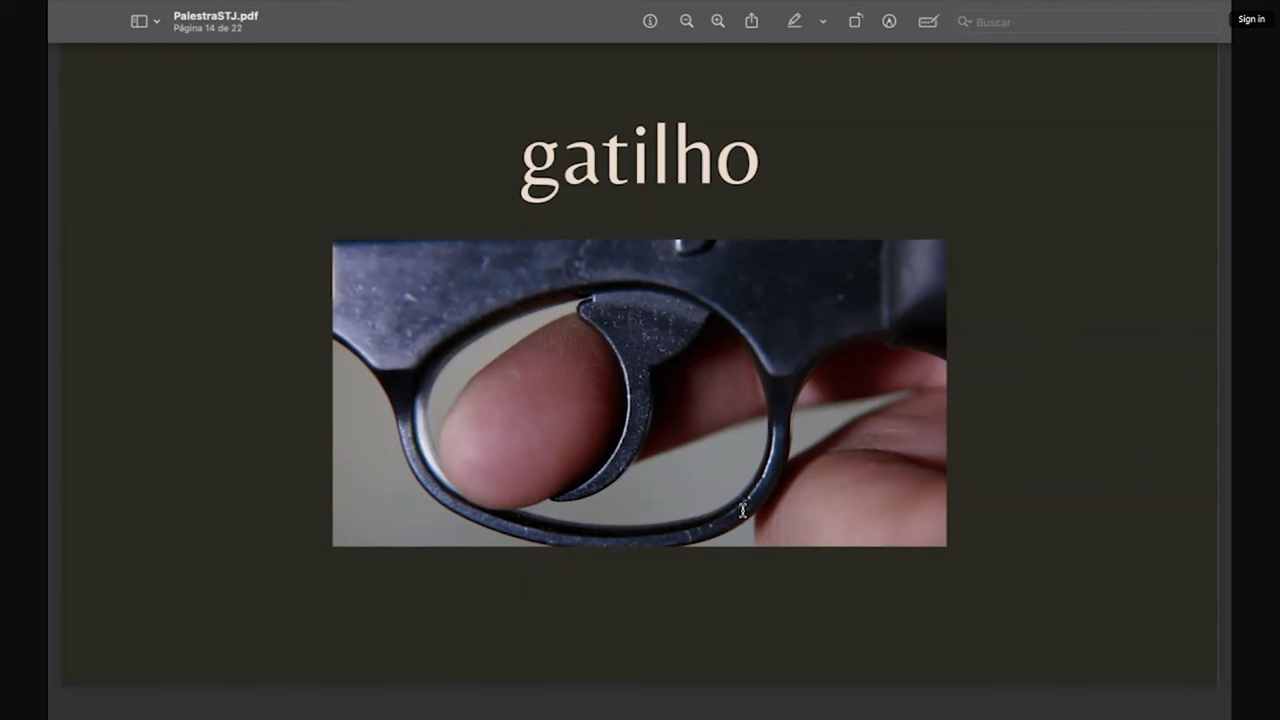 PalestraSTJ.pdf
Página 14 de 22
Buscar
Sign in
gatilho